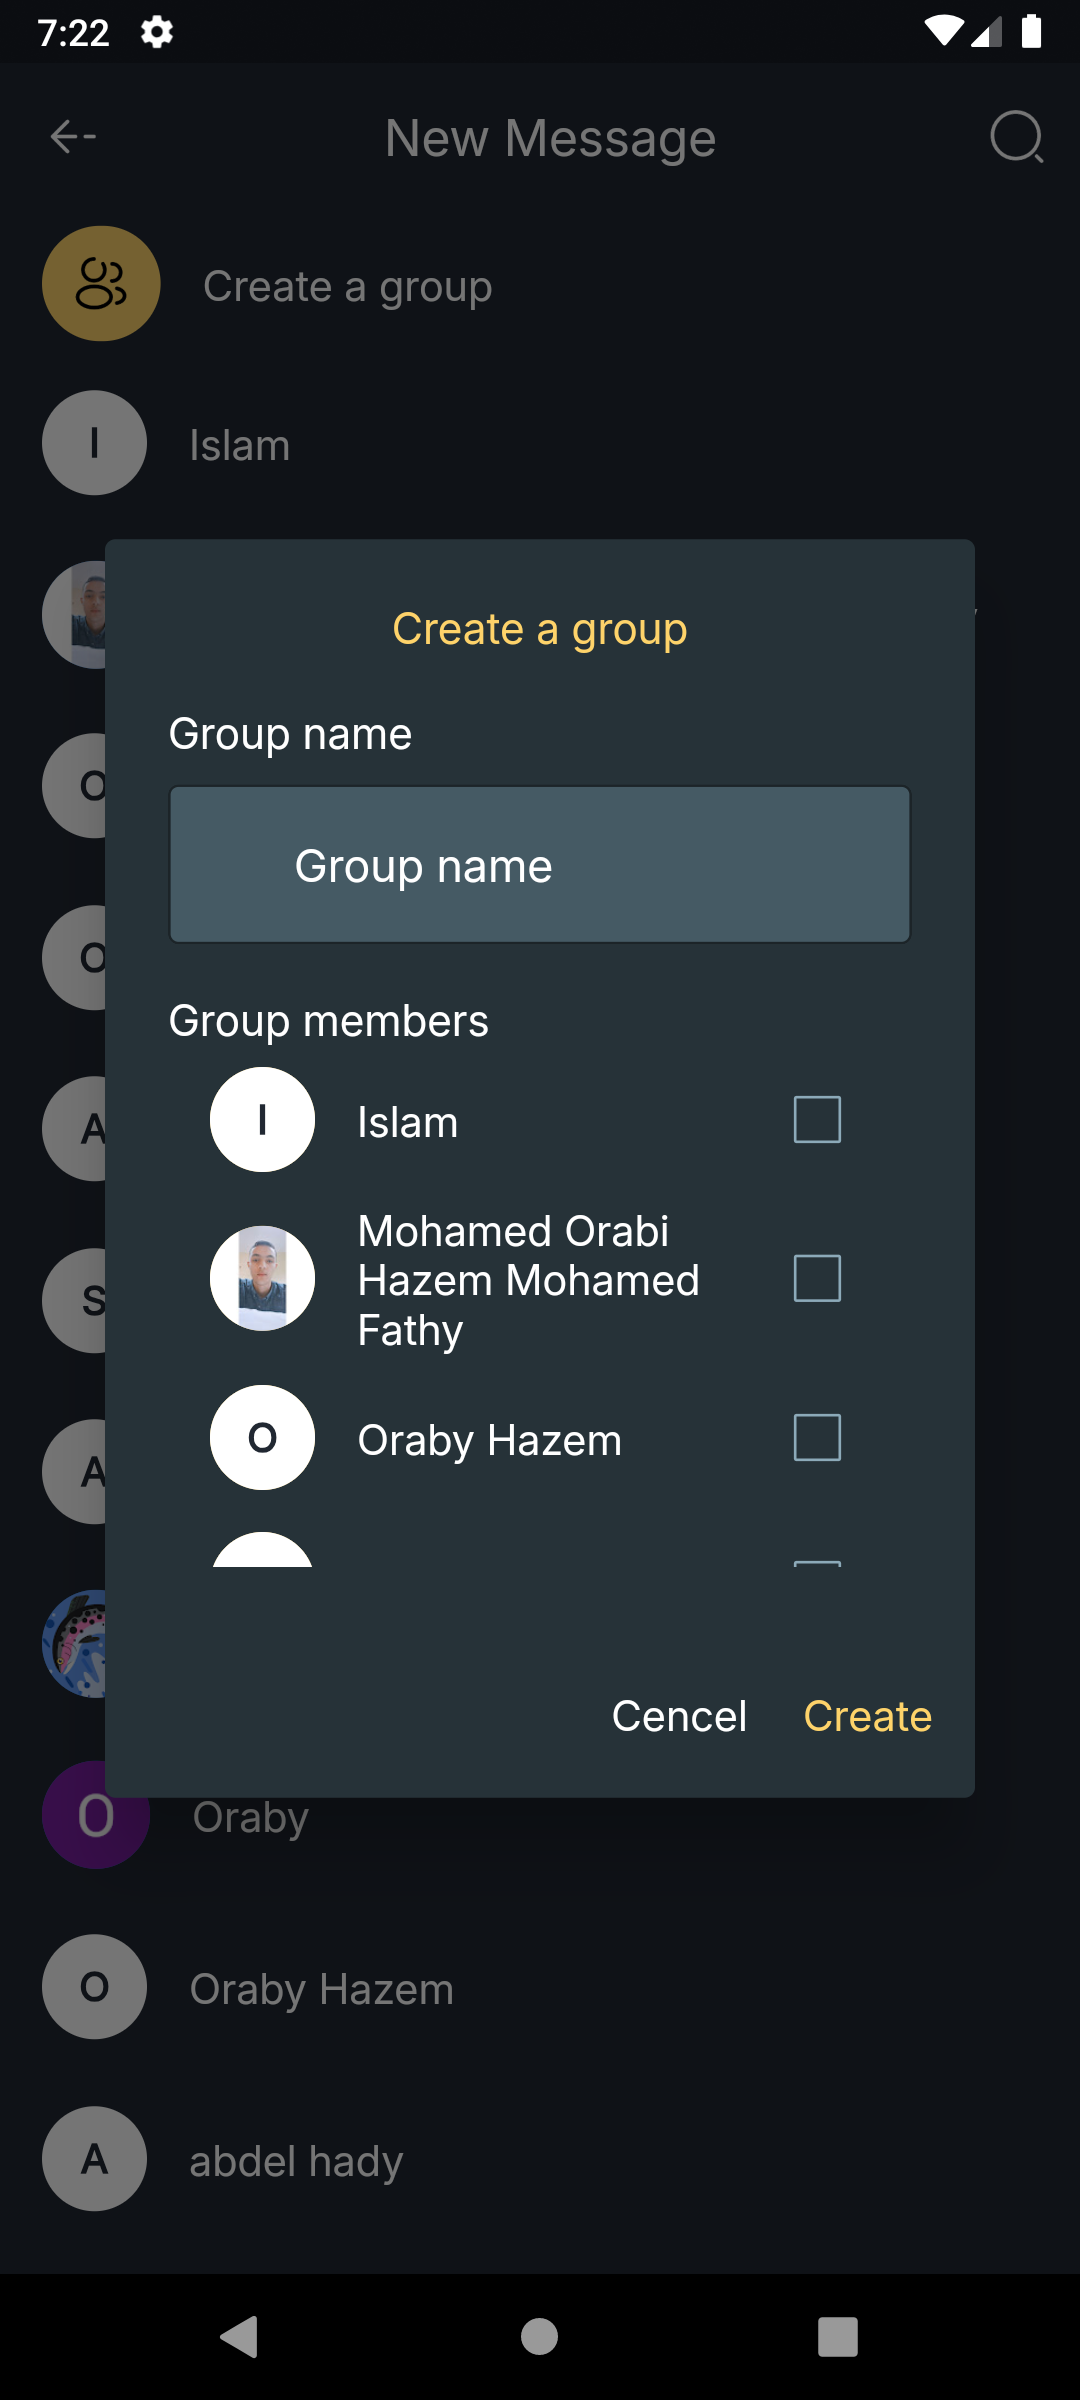 7:22
New Message
Create a group
I
Islam
Create a group
Group name
O
Group name
O
Group members
I
Islam
A
Mohamed Orabi
Hazem Mohamed
Fathy
S
O
Oraby Hazem
A
Cencel
Create
O
Oraby
O
Oraby Hazem
A
abdel hady